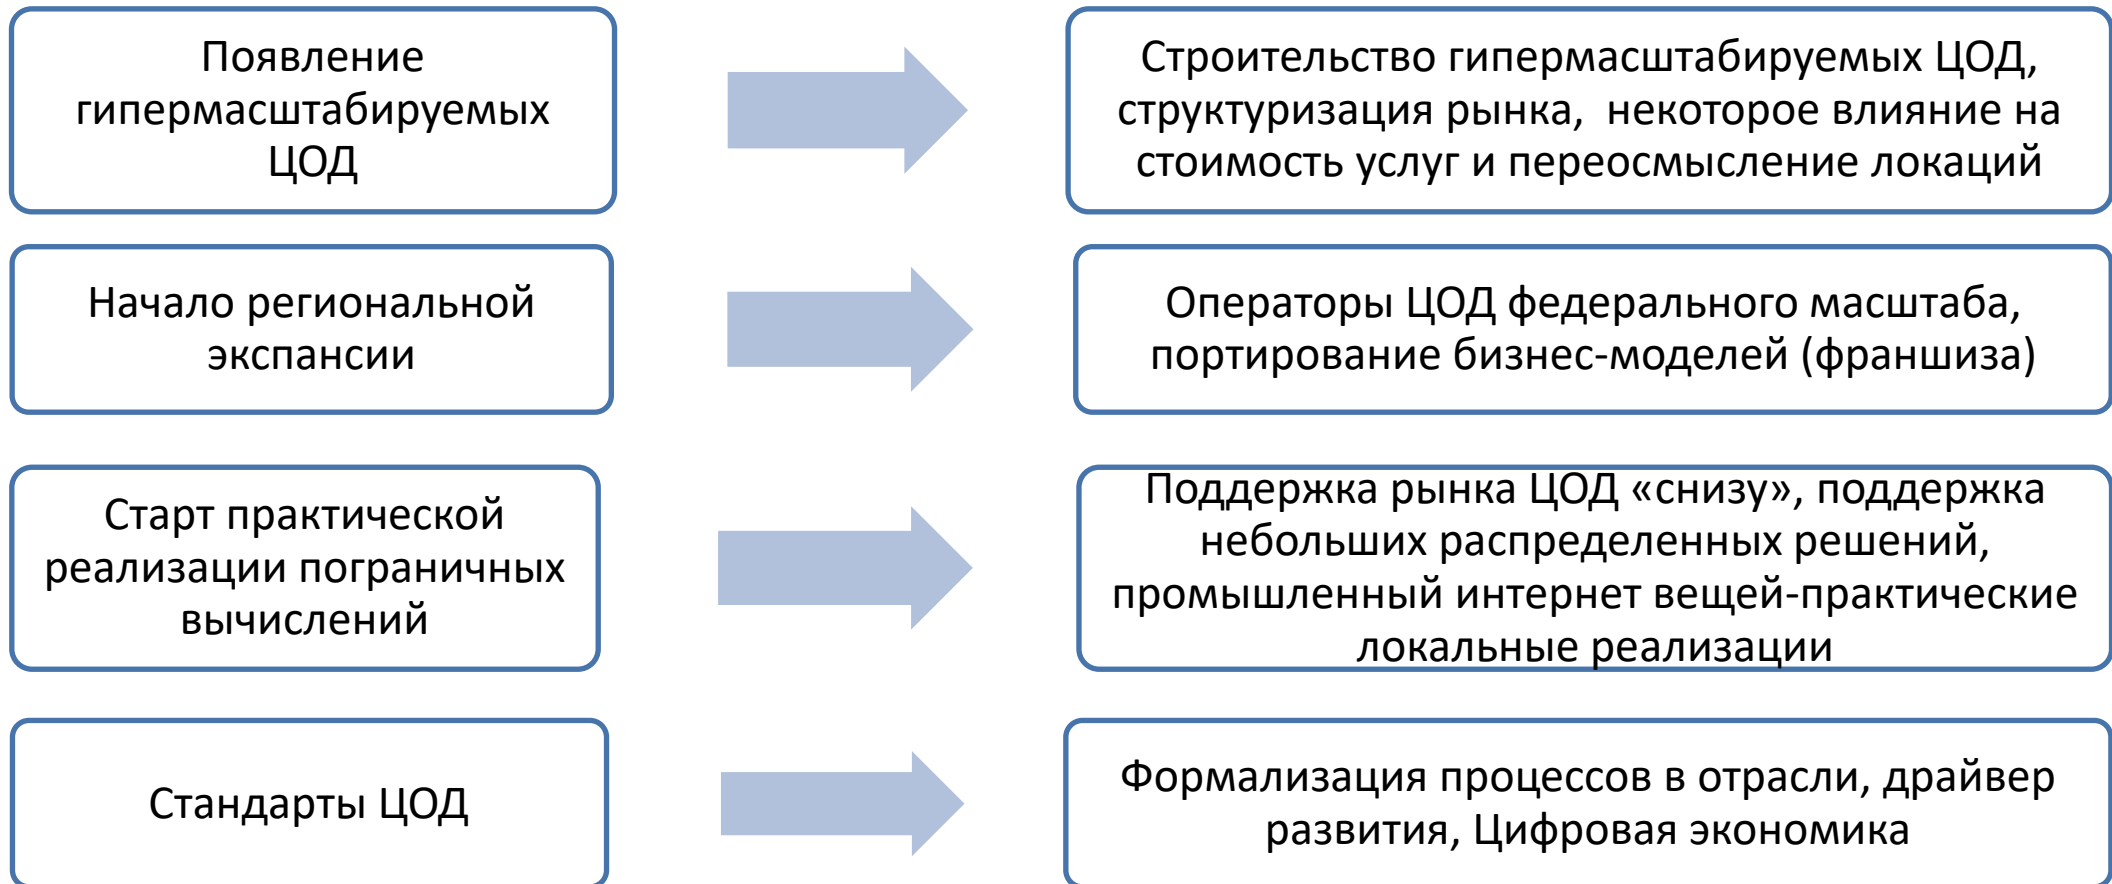 Появление
гипермасштабируемых
ЦОД
Строительство гипермасштабируемых ЦОД,
структуризация рынка, некоторое влияние на
стоимость услуг и переосмысление локаций
Начало региональной
экспансии
Операторы ЦОД федерального масштаба,
портирование бизнес-моделей (франшиза)
Старт практической
реализации пограничных
вычислений
Поддержка рынка ЦОД «снизу», поддержка
небольших распределенных решений,
промышленный интернет вещей-практические
локальные реализации
Стандарты ЦОД
Формализация процессов в отрасли, драйвер
развития, Цифровая экономика